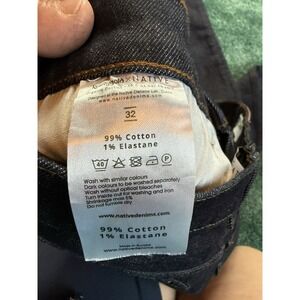 NATIVE
www.nativedenims.com
32
99% Cotton
1% Elastane
40
P
Wash with similar colours
Dark colours to be washed separately
Wash without optical bleaches
Turn inside out for washing and iron
Shrinkage max 5%
Do not tumble dry
www.nativedenims.com
99% Cotton
1% Elastane